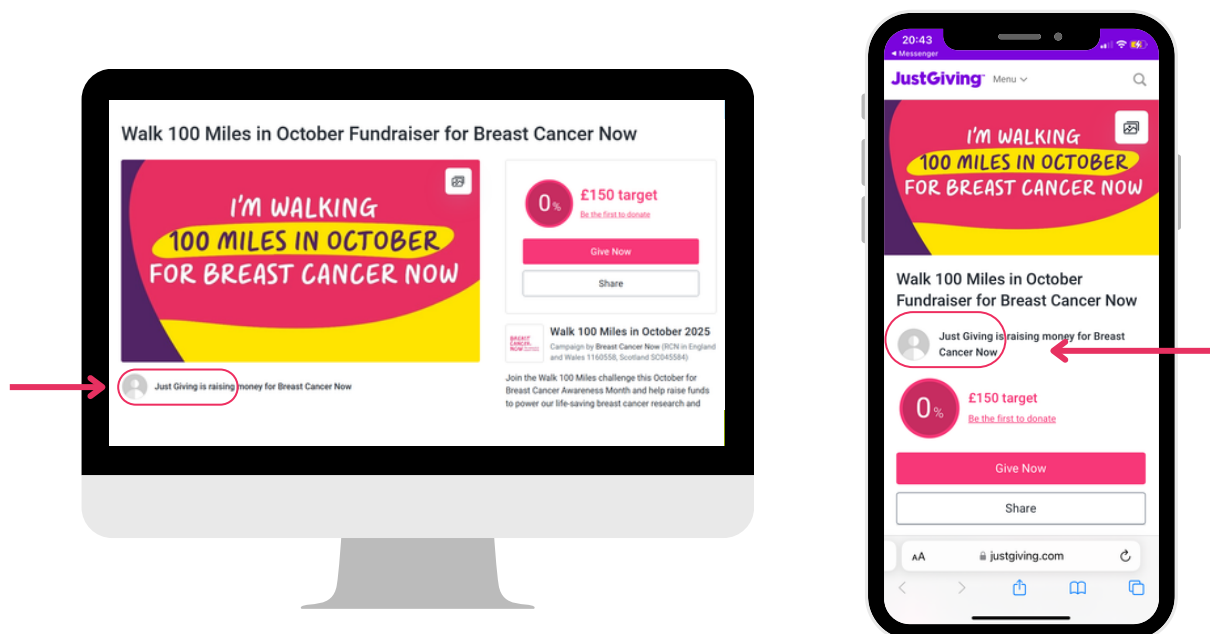 Walk 100 Miles in October Fundraiser for Breast Cancer Now
I'M WALKING
100 MILES IN OCTOBER
FOR BREAST CANCER NOW
Just Giving is raising money for Breast Cancer Now
0%
£150 target
Be the first to donate
Give Now
Share
BREAST
CANCER
NOW
Walk 100 Miles in October 2025
Campaign by Breast Cancer Now (RCN in England
and Wales 1160558, Scotland SC045584)
Join the Walk 100 Miles challenge this October for
Breast Cancer Awareness Month and help raise funds
to power our life-saving breast cancer research and
20:43
Messenger
JustGiving Menu
I'M WALKING
100 MILES IN OCTOBER
FOR BREAST CANCER NOW
Walk 100 Miles in October
Fundraiser for Breast Cancer Now
Just Giving is raising money for Breast
Cancer Now
0%
£150 target
Be the first to donate
Give Now
Share
AA justgiving.com